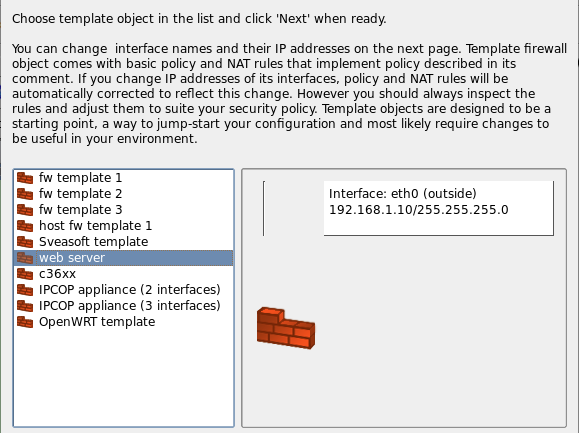 Choose template object in the list and click 'Next' when ready.
You can change  interface names and their IP addresses on the next page. Template firewall
object comes with basic policy and NAT rules that implement policy described in its
comment. If you change IP addresses of its interfaces, policy and NAT rules will be
automatically corrected to reflect this change. However you should always inspect the
rules and adjust them to suite your security policy. Template objects are designed to be a
starting point, a way to jump-start your configuration and most likely require changes to
be useful in your environment.
fw template 1
fw template 2
fw template 3
host fw template 1
Sveasoft template
web server
c36xx
IPCOP appliance (2 interfaces)
IPCOP appliance (3 interfaces)
OpenWRT template
Interface: eth0 (outside)
192.168.1.10/255.255.255.0